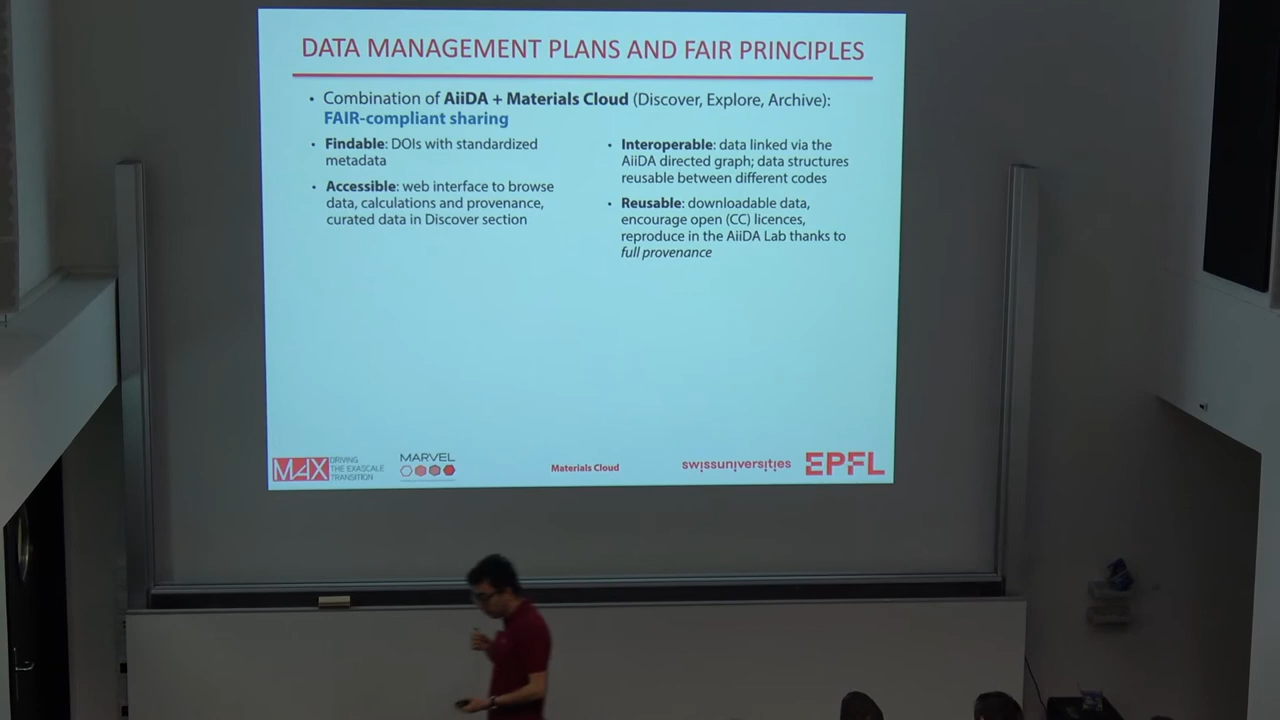 DATA MANAGEMENT PLANS AND FAIR PRINCIPLES
• Combination of AiiDA + Materials Cloud (Discover, Explore, Archive):
FAIR-compliant sharing
• Findable: DOIs with standardized
metadata
• Accessible: web interface to browse
data, calculations and provenance,
curated data in Discover section
• Interoperable: data linked via the
AiiDA directed graph; data structures
reusable between different codes
• Reusable: downloadable data,
encourage open (CC) licences,
reproduce in the AiiDA Lab thanks to
full provenance
MAX
DRIVING
THE EXASCALE
TRANSITION
MARVEL
Materials Cloud
swissuniversities
EPFL